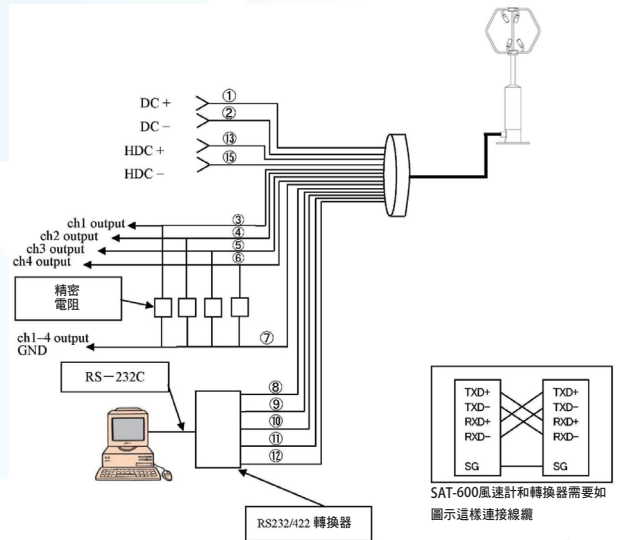 DC +
①
DC −
②
HDC +
⑬
HDC −
⑮
ch1 output
③
ch2 output
④
ch3 output
⑤
ch4 output
⑥
精密
電阻
ch1–4 output
GND
⑦
RS－232C
⑧
⑨
⑩
⑪
⑫
RS232/422 轉換器
TXD+
TXD-
RXD+
RXD-
SG
TXD+
TXD-
RXD+
RXD-
SG
SAT-600風速計和轉換器需要如
圖示這樣連接線纜